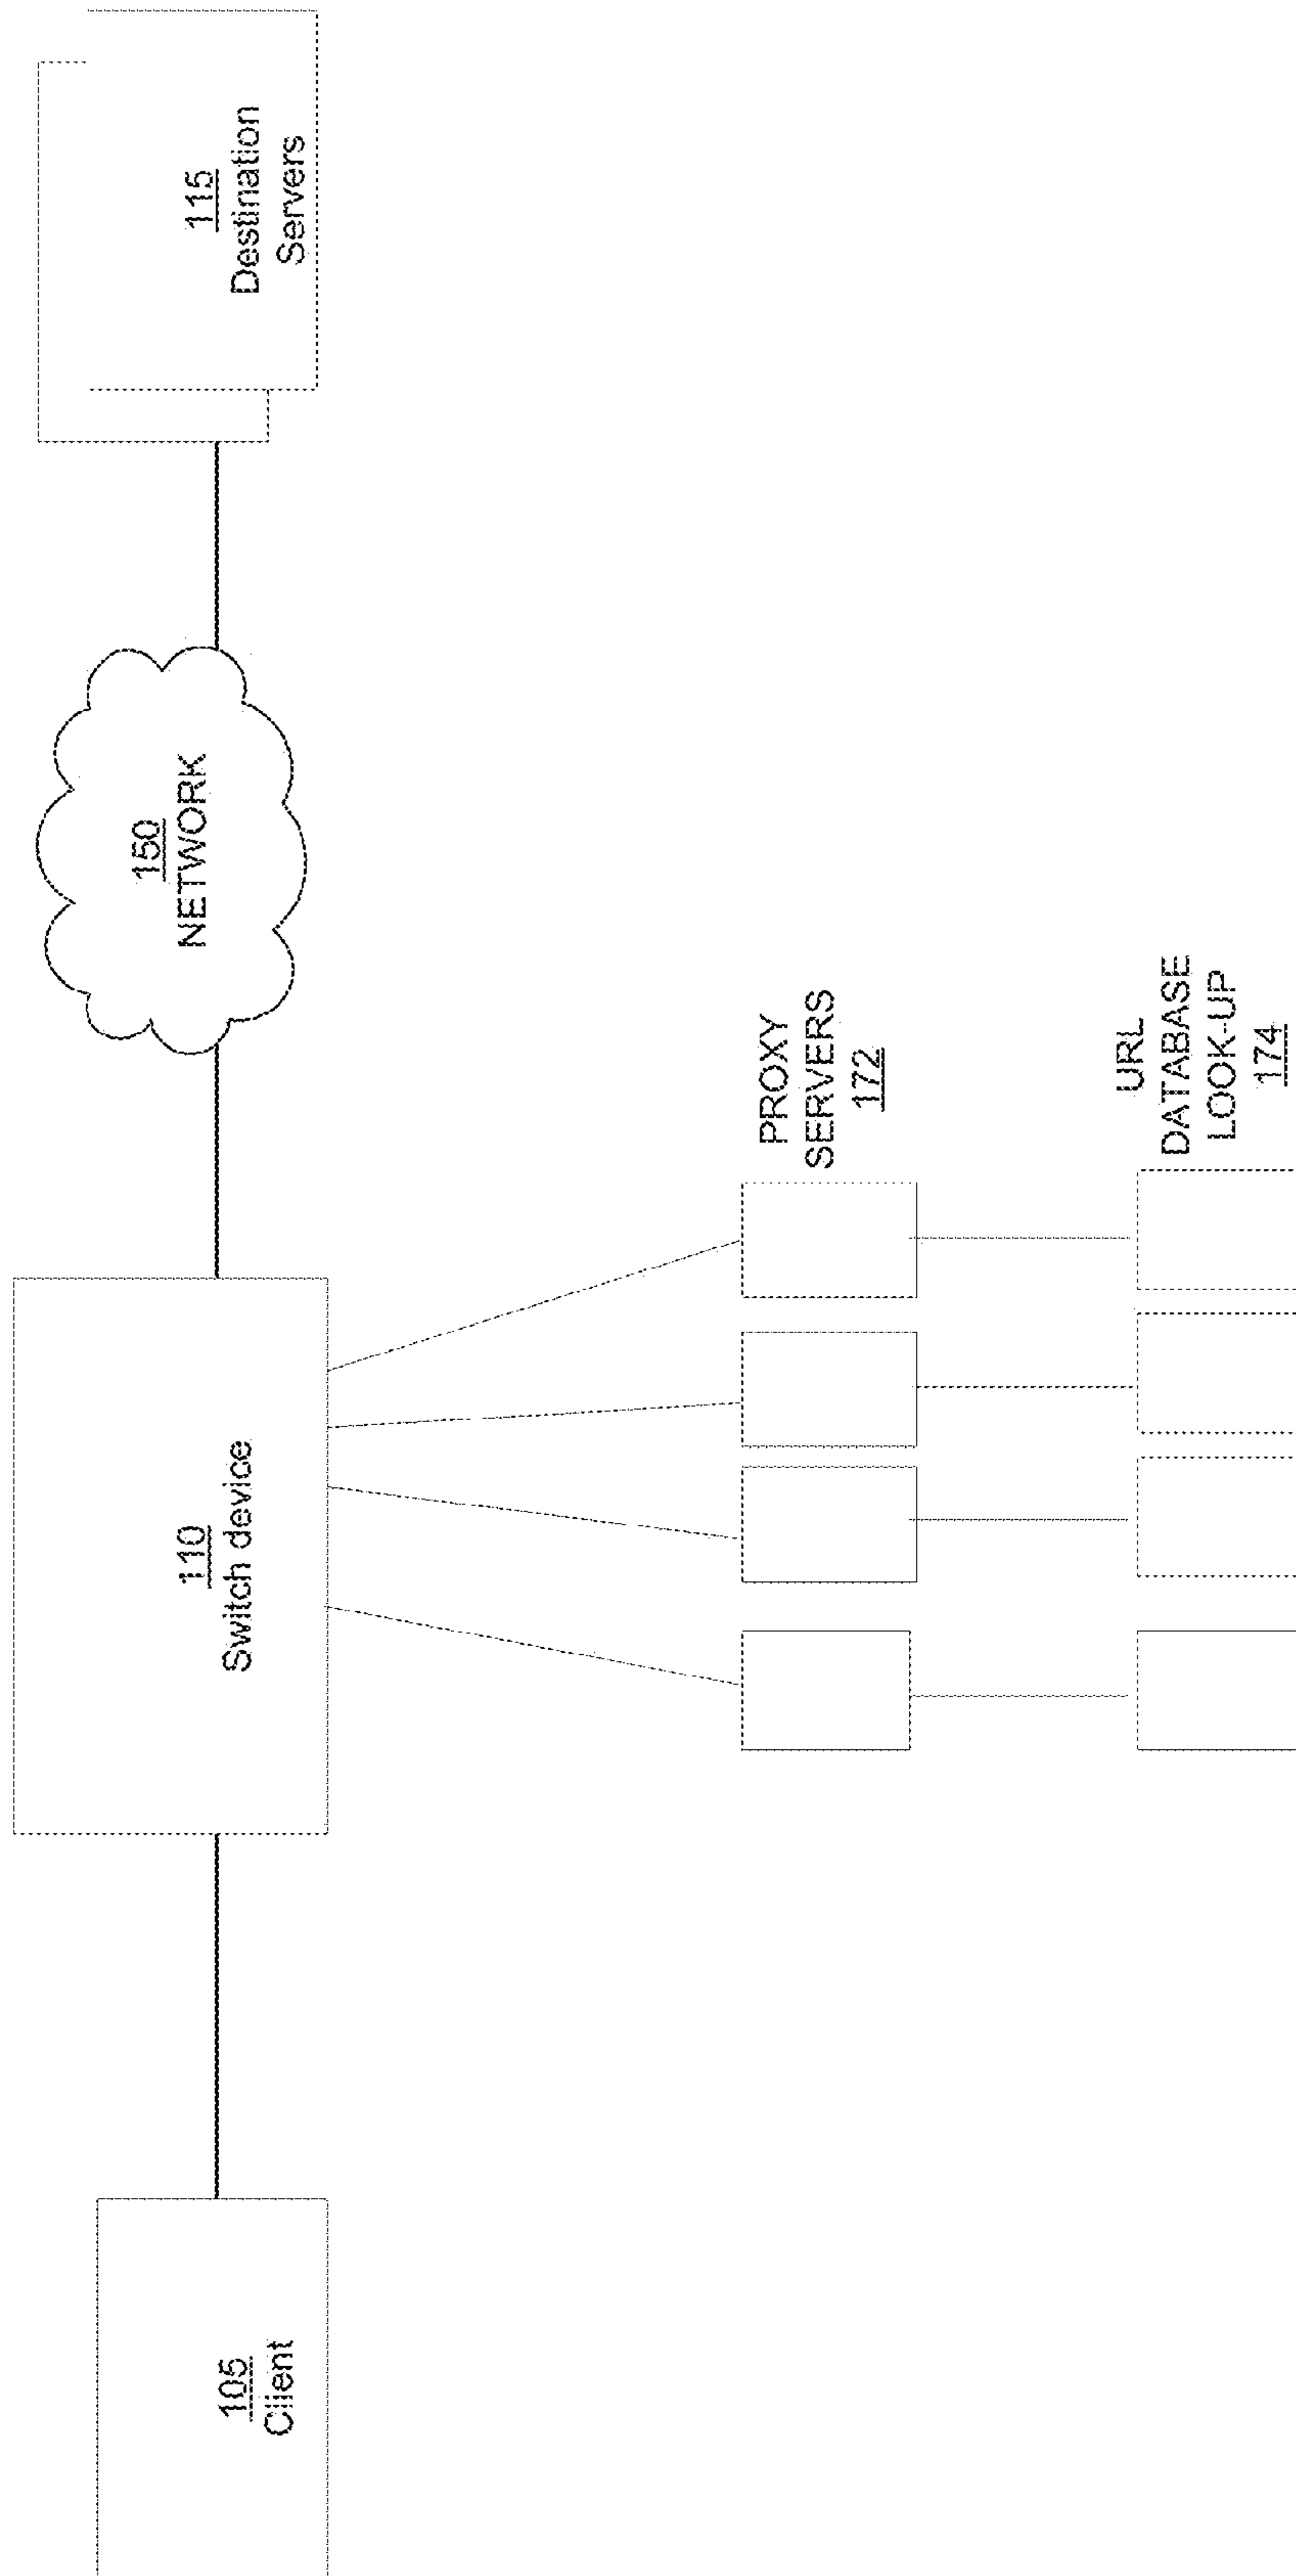 105
Client
110
Switch device
150
NETWORK
115
Destination
Servers
PROXY
SERVERS
172
URL
DATABASE
LOOK-UP
174